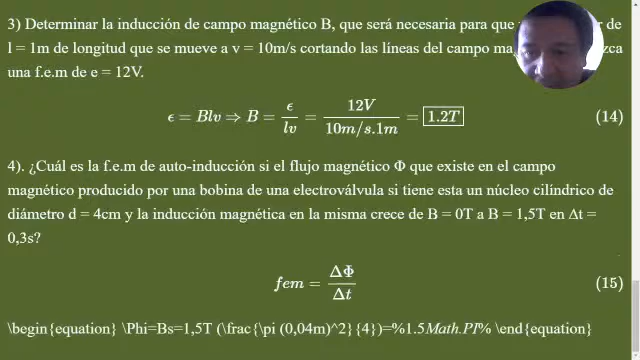 3) Determinar la inducción de campo magnético B, que será necesaria para que de
l = 1m de longitud que se mueve a v = 10m/s cortando las líneas del campo
una f.e.m de e = 12V.
ϵ = Blv ⇒ B = ϵ/lv = 12V/10m/s.1m = 1.2T (14)
4). ¿Cuál es la f.e.m de auto-inducción si el flujo magnético Φ que existe en el campo
magnético producido por una bobina de una electroválvula si tiene esta un núcleo cilíndrico de
diámetro d = 4cm y la inducción magnética en la misma crece de B = 0T a B = 1,5T en Δt =
0,3s?
fem = ΔΦ/Δt (15)
\begin{equation} \Phi=Bs=1,5T (\frac{\pi (0,04m)^2}{4})=%1.5Math.PI% \end{equation}